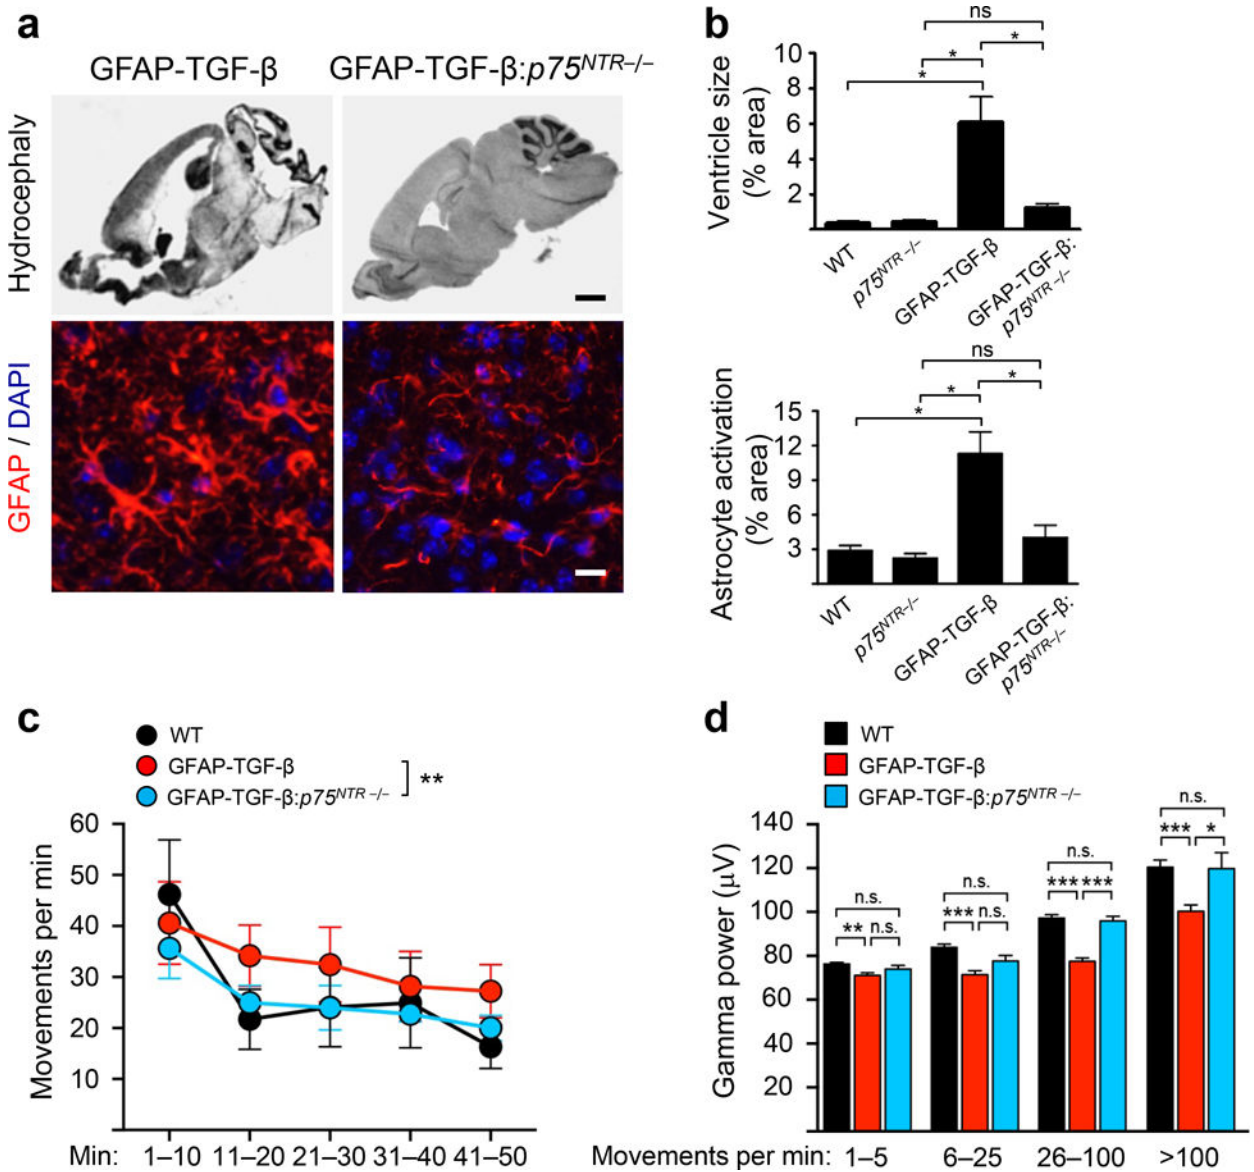 a
GFAP-TGF-β
GFAP-TGF-β:p75NTR–/–
Hydrocephaly
GFAP / DAPI
b
Ventricle size
(% area)
10
8
6
4
2
*
*
*
ns
WT
p75NTR–/–
GFAP-TGF-β
GFAP-TGF-β:
p75NTR–/–
Astrocyte activation
(% area)
15
12
9
6
3
*
*
*
ns
WT
p75NTR–/–
GFAP-TGF-β
GFAP-TGF-β:
p75NTR–/–
c
WT
GFAP-TGF-β
GFAP-TGF-β:p75NTR –/–
**
Movements per min
60
50
40
30
20
10
Min: 1–10 11–20 21–30 31–40 41–50
d
WT
GFAP-TGF-β
GFAP-TGF-β:p75NTR –/–
Gamma power (μV)
140
120
100
80
60
40
20
n.s.
** n.s.
n.s.
*** n.s.
n.s.
*** ***
n.s.
*** *
Movements per min: 1–5 6–25 26–100 >100